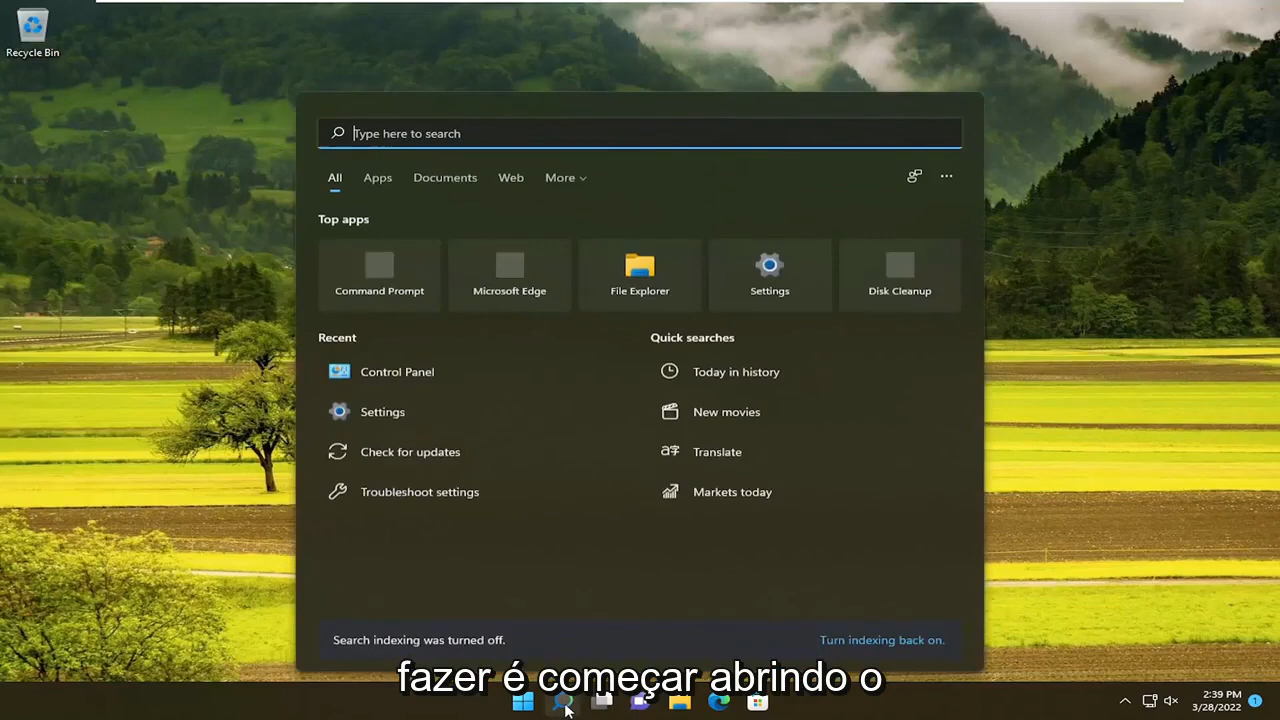 Recycle Bin
Type here to search
All Apps Documents Web More
Top apps
Command Prompt Microsoft Edge File Explorer Settings Disk Cleanup
Recent Quick searches
Control Panel Today in history
Settings New movies
Check for updates Translate
Troubleshoot settings Markets today
Search indexing was turned off. Turn indexing back on.
fazer é começar abrindo o
2:39 PM
3/28/2022
1